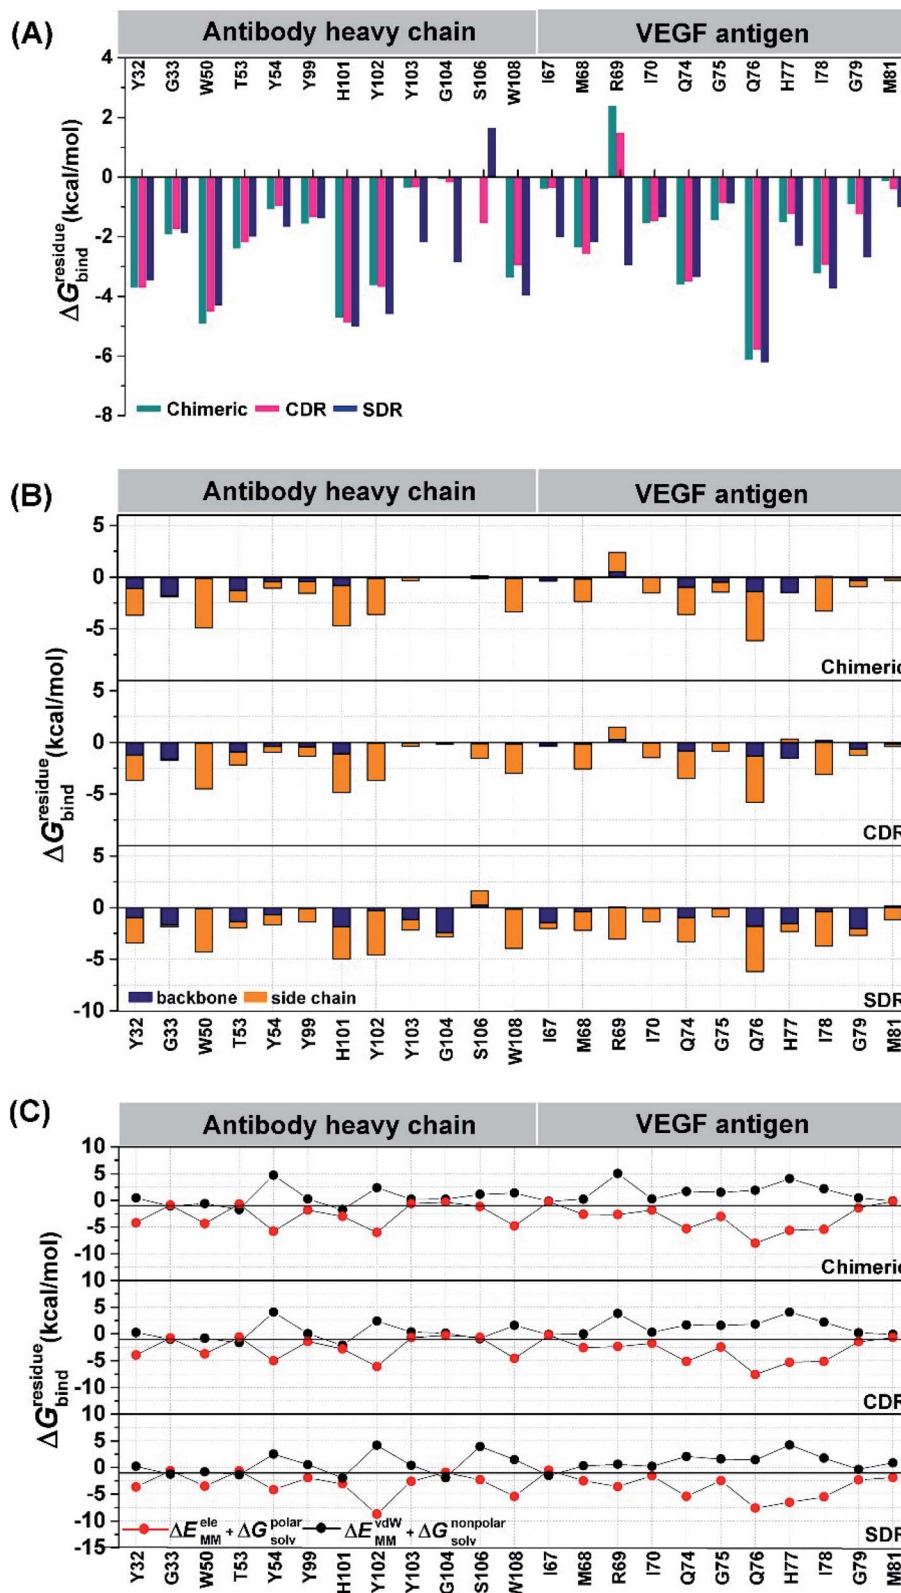 (A)
Antibody heavy chain VEGF antigen
Y32 G33 W50 T53 Y54 Y99 H101 Y102 Y103 G104 S106 W108 I67 M68 R69 I70 Q74 G75 Q76 H77 I78 G79 M81
4
2
0
-2
-4
-6
-8
ΔG residue bind (kcal/mol)
Chimeric CDR SDR
(B)
Antibody heavy chain VEGF antigen
5
0
-5
Chimeric
5
0
-5
CDR
5
0
-5
-10
SDR
ΔG residue bind (kcal/mol)
backbone side chain
Y32 G33 W50 T53 Y54 Y99 H101 Y102 Y103 G104 S106 W108 I67 M68 R69 I70 Q74 G75 Q76 H77 I78 G79 M81
(C)
Antibody heavy chain VEGF antigen
10
5
0
-5
-10
Chimeric
10
5
0
-5
-10
CDR
10
5
0
-5
-10
-15
SDR
ΔG residue bind (kcal/mol)
ΔE ele MM + ΔG polar solv ΔE vdW MM + ΔG nonpolar solv
Y32 G33 W50 T53 Y54 Y99 H101 Y102 Y103 G104 S106 W108 I67 M68 R69 I70 Q74 G75 Q76 H77 I78 G79 M81